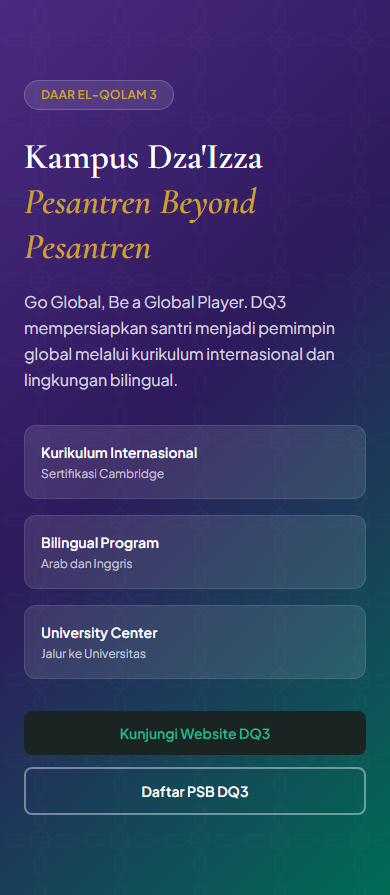 DAAR EL-QOLAM 3
Kampus Dza'Izza
Pesantren Beyond
Pesantren
Go Global, Be a Global Player. DQ3
mempersiapkan santri menjadi pemimpin
global melalui kurikulum internasional dan
lingkungan bilingual.
Kurikulum Internasional
Sertifikasi Cambridge
Bilingual Program
Arab dan Inggris
University Center
Jalur ke Universitas
Kunjungi Website DQ3
Daftar PSB DQ3